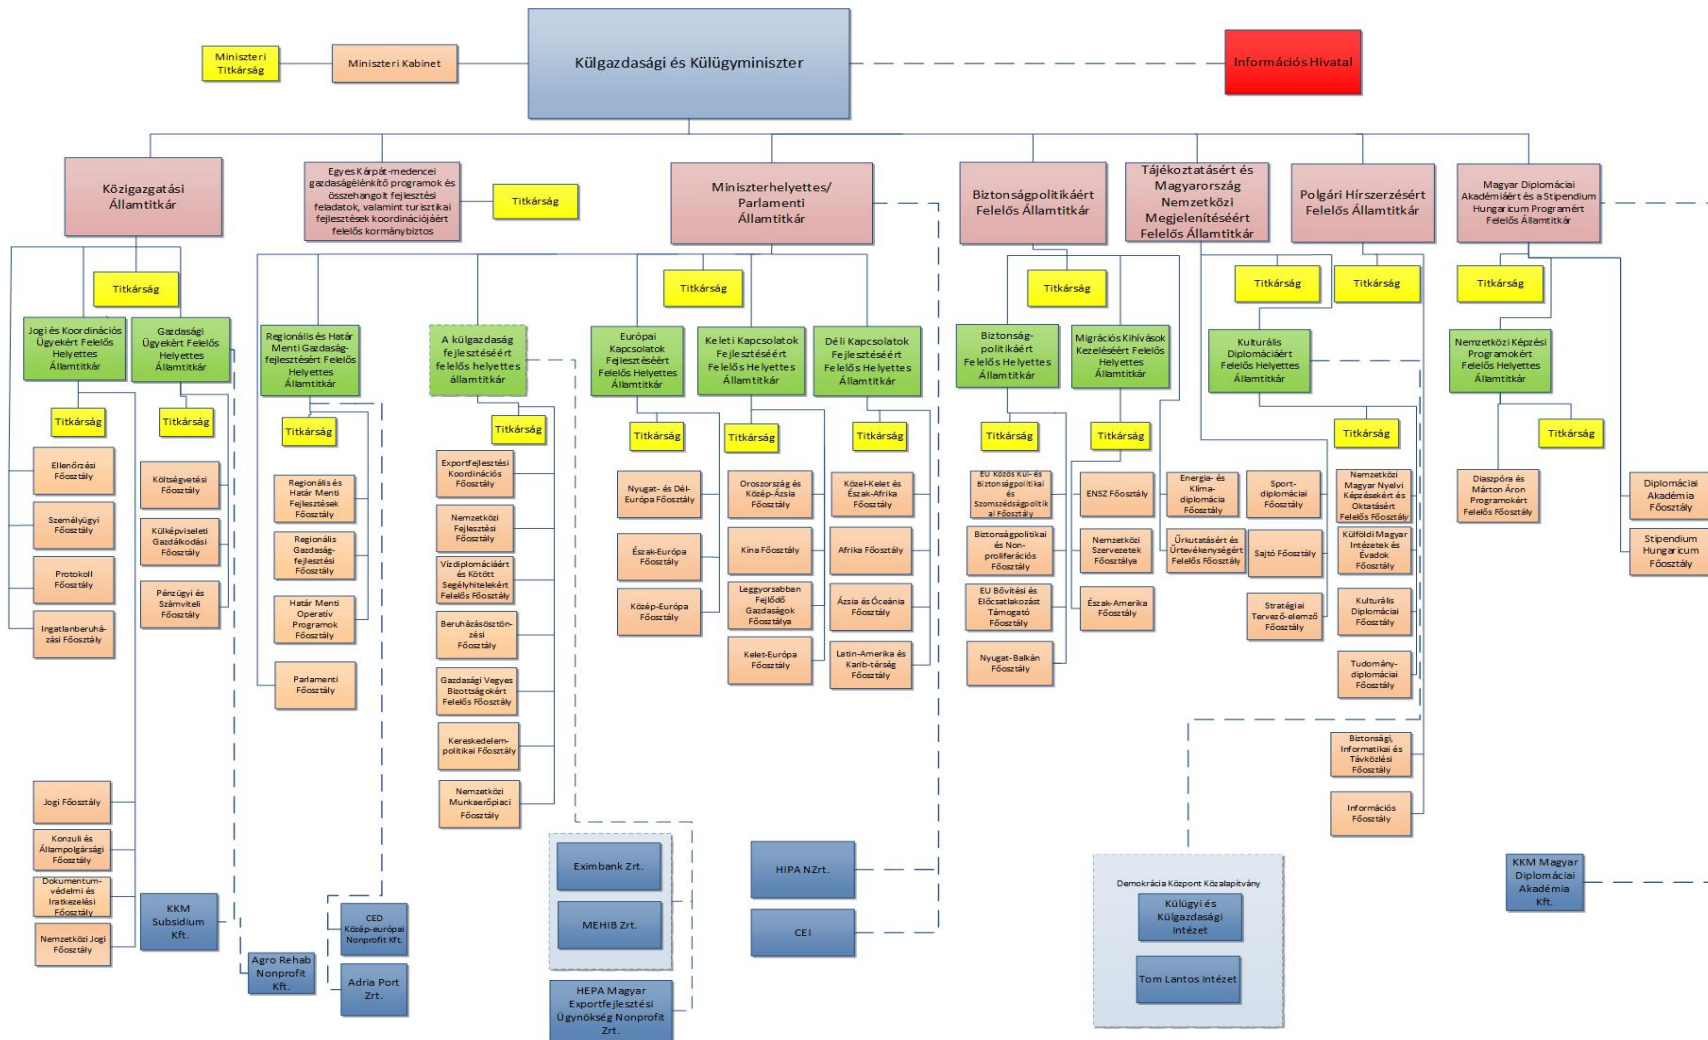 Külgazdasági és Külügyminiszter
Miniszteri
Titkárság
Miniszteri Kabinet
Információs Hivatal
Közigazgatási
Államtitkár
Egyes Kárpát-medencei
gazdaságélénkítő programok és
összehangolt fejlesztési
feladatok, valamint turisztikai
fejlesztések koordinációjáért
felelős kormánybiztos
Titkárság
Miniszterhelyettes/
Parlamenti
Államtitkár
Biztonságpolitikáért
Felelős Államtitkár
Tájékoztatásért és
Magyarország
Nemzetközi
Megjelenítéséért
Felelős Államtitkár
Polgári Hírszerzésért
Felelős Államtitkár
Magyar Diplomáciai
Akadémiáért és a Stipendium
Hungaricum Programért
Felelős Államtitkár
Titkárság
Titkárság
Titkárság
Titkárság
Titkárság
Titkárság
Jogi és Koordinációs
Ügyekért Felelős
Helyettes
Államtitkár
Gazdasági
Ügyekért Felelős
Helyettes
Államtitkár
Regionális és Határ
Menti Gazdaság-
fejlesztésért Felelős
Helyettes
Államtitkár
A külgazdaság
fejlesztéséért
felelős helyettes
államtitkár
Európai
Kapcsolatok
Fejlesztéséért
Felelős Helyettes
Államtitkár
Keleti Kapcsolatok
Fejlesztéséért
Felelős Helyettes
Államtitkár
Déli Kapcsolatok
Fejlesztéséért
Felelős Helyettes
Államtitkár
Biztonság-
politikáért
Felelős Helyettes
Államtitkár
Migrációs Kihívások
Kezeléséért Felelős
Helyettes
Államtitkár
Kulturális
Diplomáciáért
Felelős Helyettes
Államtitkár
Nemzetközi Képzési
Programokért
Felelős Helyettes
Államtitkár
Titkárság
Titkárság
Titkárság
Titkárság
Titkárság
Titkárság
Titkárság
Titkárság
Titkárság
Titkárság
Titkárság
Ellenőrzési
Főosztály
Személyügyi
Főosztály
Protokoll
Főosztály
Ingatlanberuhá-
zási Főosztály
Költségvetési
Főosztály
Külképviseleti
Gazdálkodási
Főosztály
Pénzügyi és
Számviteli
Főosztály
Regionális és
Határ Menti
Fejlesztések
Főosztály
Regionális
Gazdaság-
fejlesztési
Főosztály
Határ Menti
Operatív
Programok
Főosztály
Parlamenti
Főosztály
Exportfejlesztési
Koordinációs
Főosztály
Nemzetközi
Fejlesztési
Főosztály
Vízdiplomáciáért
és Kötött
Segélyhitelekért
Felelős Főosztály
Beruházásösztön-
zési
Főosztály
Gazdasági Vegyes
Bizottságokért
Felelős Főosztály
Kereskedelem-
politikai Főosztály
Nemzetközi
Munkaerőpiaci
Főosztály
Nyugat- és Dél-
Európa Főosztály
Észak-Európa
Főosztály
Közép-Európa
Főosztály
Oroszország és
Közép-Ázsia
Főosztály
Kína Főosztály
Leggyorsabban
Fejlődő
Gazdaságok
Főosztálya
Kelet-Európa
Főosztály
Közel-Kelet és
Észak-Afrika
Főosztály
Afrika Főosztály
Ázsia és Óceánia
Főosztály
Latin-Amerika és
Karib-térség
Főosztály
EU Közös Kül- és
Biztonságpolitikai
és
Szomszédságpolitik
ai Főosztály
Biztonságpolitikai
és Non-
proliferációs
Főosztály
EU Bővítési és
Előcsatlakozást
Támogató
Főosztály
Nyugat-Balkán
Főosztály
ENSZ Főosztály
Nemzetközi
Szervezetek
Főosztálya
Észak-Amerika
Főosztály
Energia- és
Klíma-
diplomácia
Főosztály
Űrkutatásért és
Űrtevékenységért
Felelős Főosztály
Sport-
diplomáciai
Főosztály
Sajtó Főosztály
Stratégiai
Tervező-elemző
Főosztály
Nemzetközi
Magyar Nyelvi
Képzésekért és
Oktatásért
Felelős Főosztály
Külföldi Magyar
Intézetek és
Évadok
Főosztály
Kulturális
Diplomáciai
Főosztály
Tudomány-
diplomáciai
Főosztály
Biztonsági,
Informatikai és
Távközlési
Főosztály
Információs
Főosztály
Diaszpóra és
Márton Áron
Programokért
Felelős Főosztály
Diplomáciai
Akadémia
Főosztály
Stipendium
Hungaricum
Főosztály
Jogi Főosztály
Konzuli és
Állampolgársági
Főosztály
Dokumentum-
védelmi és
Iratkezelési
Főosztály
Nemzetközi Jogi
Főosztály
KKM
Subsidium
Kft.
Agro Rehab
Nonprofit
Kft.
CED
Közép-európai
Nonprofit Kft.
Adria Port
Zrt.
Eximbank Zrt.
MEHIB Zrt.
HEPA Magyar
Exportfejlesztési
Ügynökség Nonprofit
Zrt.
HIPA NZrt.
CEI
Demokrácia Központ Közalapítvány
Külügyi és
Külgazdasági
Intézet
Tom Lantos Intézet
KKM Magyar
Diplomáciai
Akadémia
Kft.